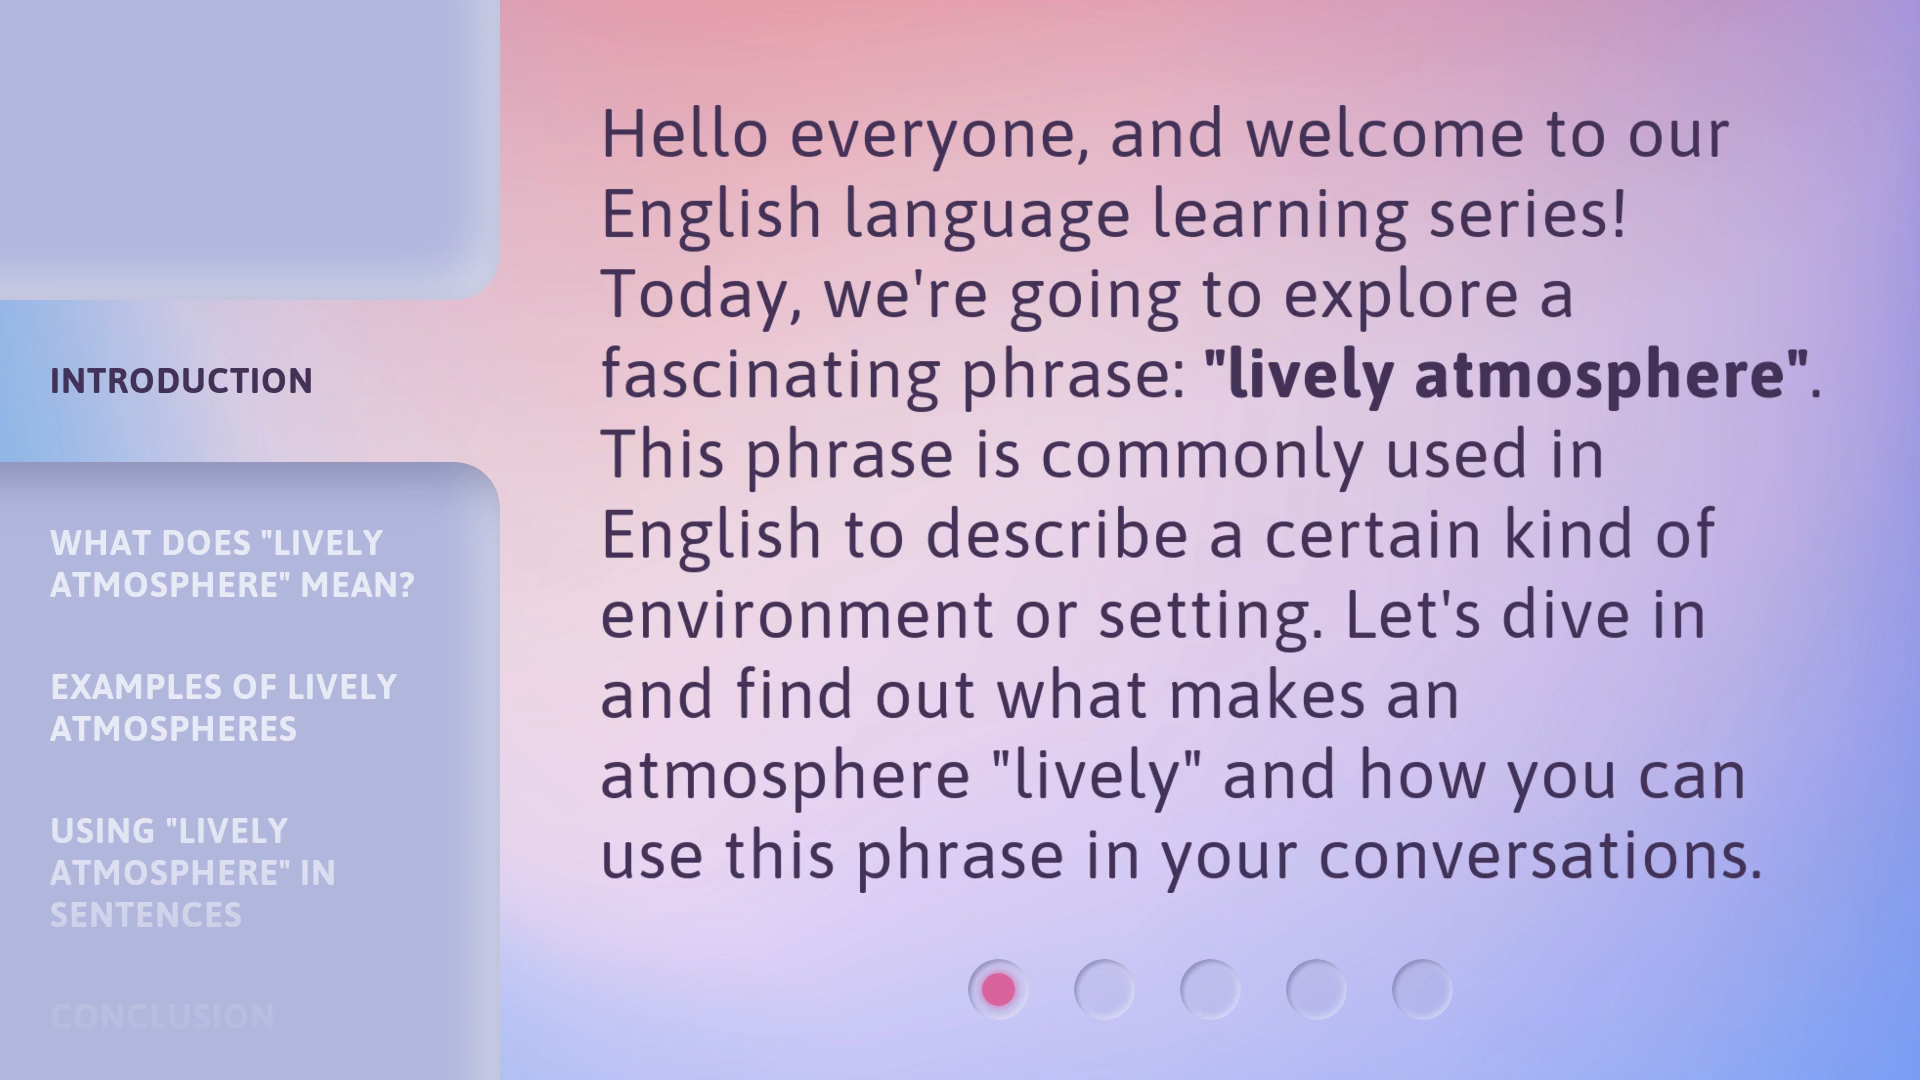 INTRODUCTION
WHAT DOES "LIVELY
ATMOSPHERE" MEAN?
EXAMPLES OF LIVELY
ATMOSPHERES
USING "LIVELY
ATMOSPHERE" IN
SENTENCES
CONCLUSION
Hello everyone, and welcome to our
English language learning series!
Today, we're going to explore a
fascinating phrase: "lively atmosphere".
This phrase is commonly used in
English to describe a certain kind of
environment or setting. Let's dive in
and find out what makes an
atmosphere "lively" and how you can
use this phrase in your conversations.